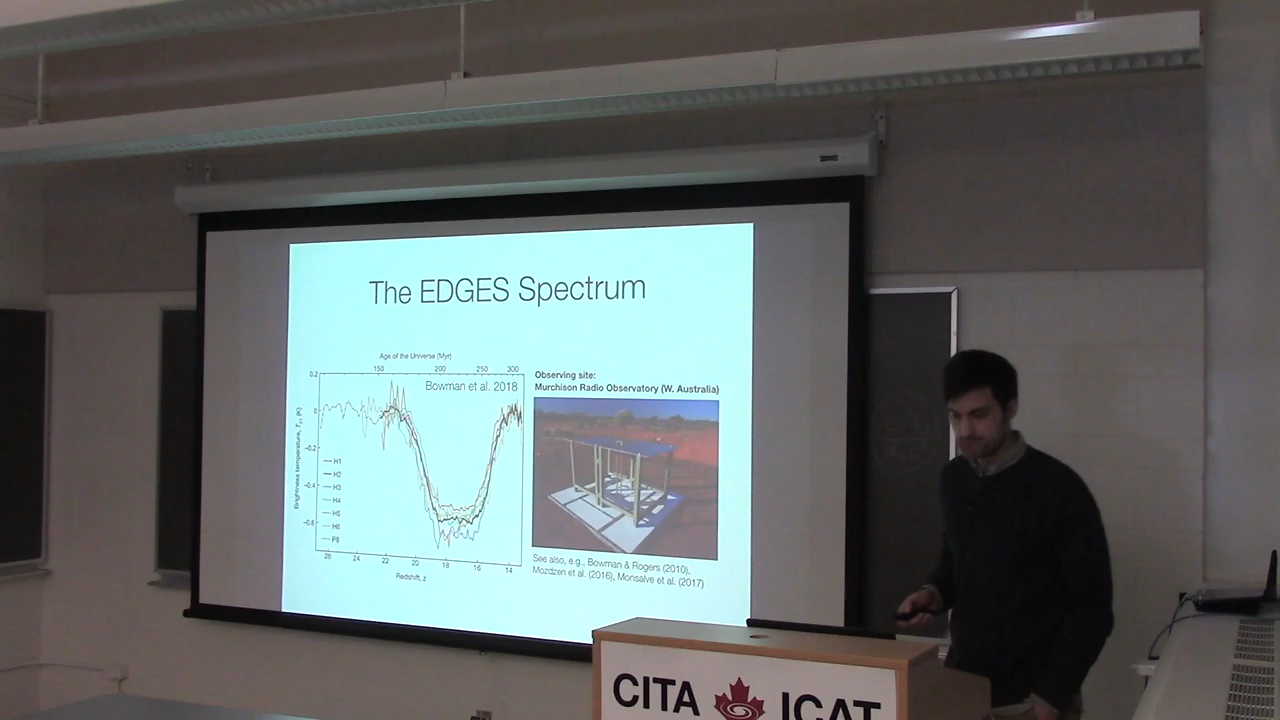 The EDGES Spectrum
Age of the Universe (Myr)
150 200 250 300
Bowman et al. 2018
0.2
0
−0.2
−0.4
−0.6
Brightness temperature, T21 (K)
H1
H2
H3
H4
H5
H6
P8
26 24 22 20 18 16 14
Redshift, z
Observing site:
Murchison Radio Observatory (W. Australia)
See also, e.g., Bowman & Rogers (2010),
Mozdzen et al. (2016), Monsalve et al. (2017)
CITA ICAT